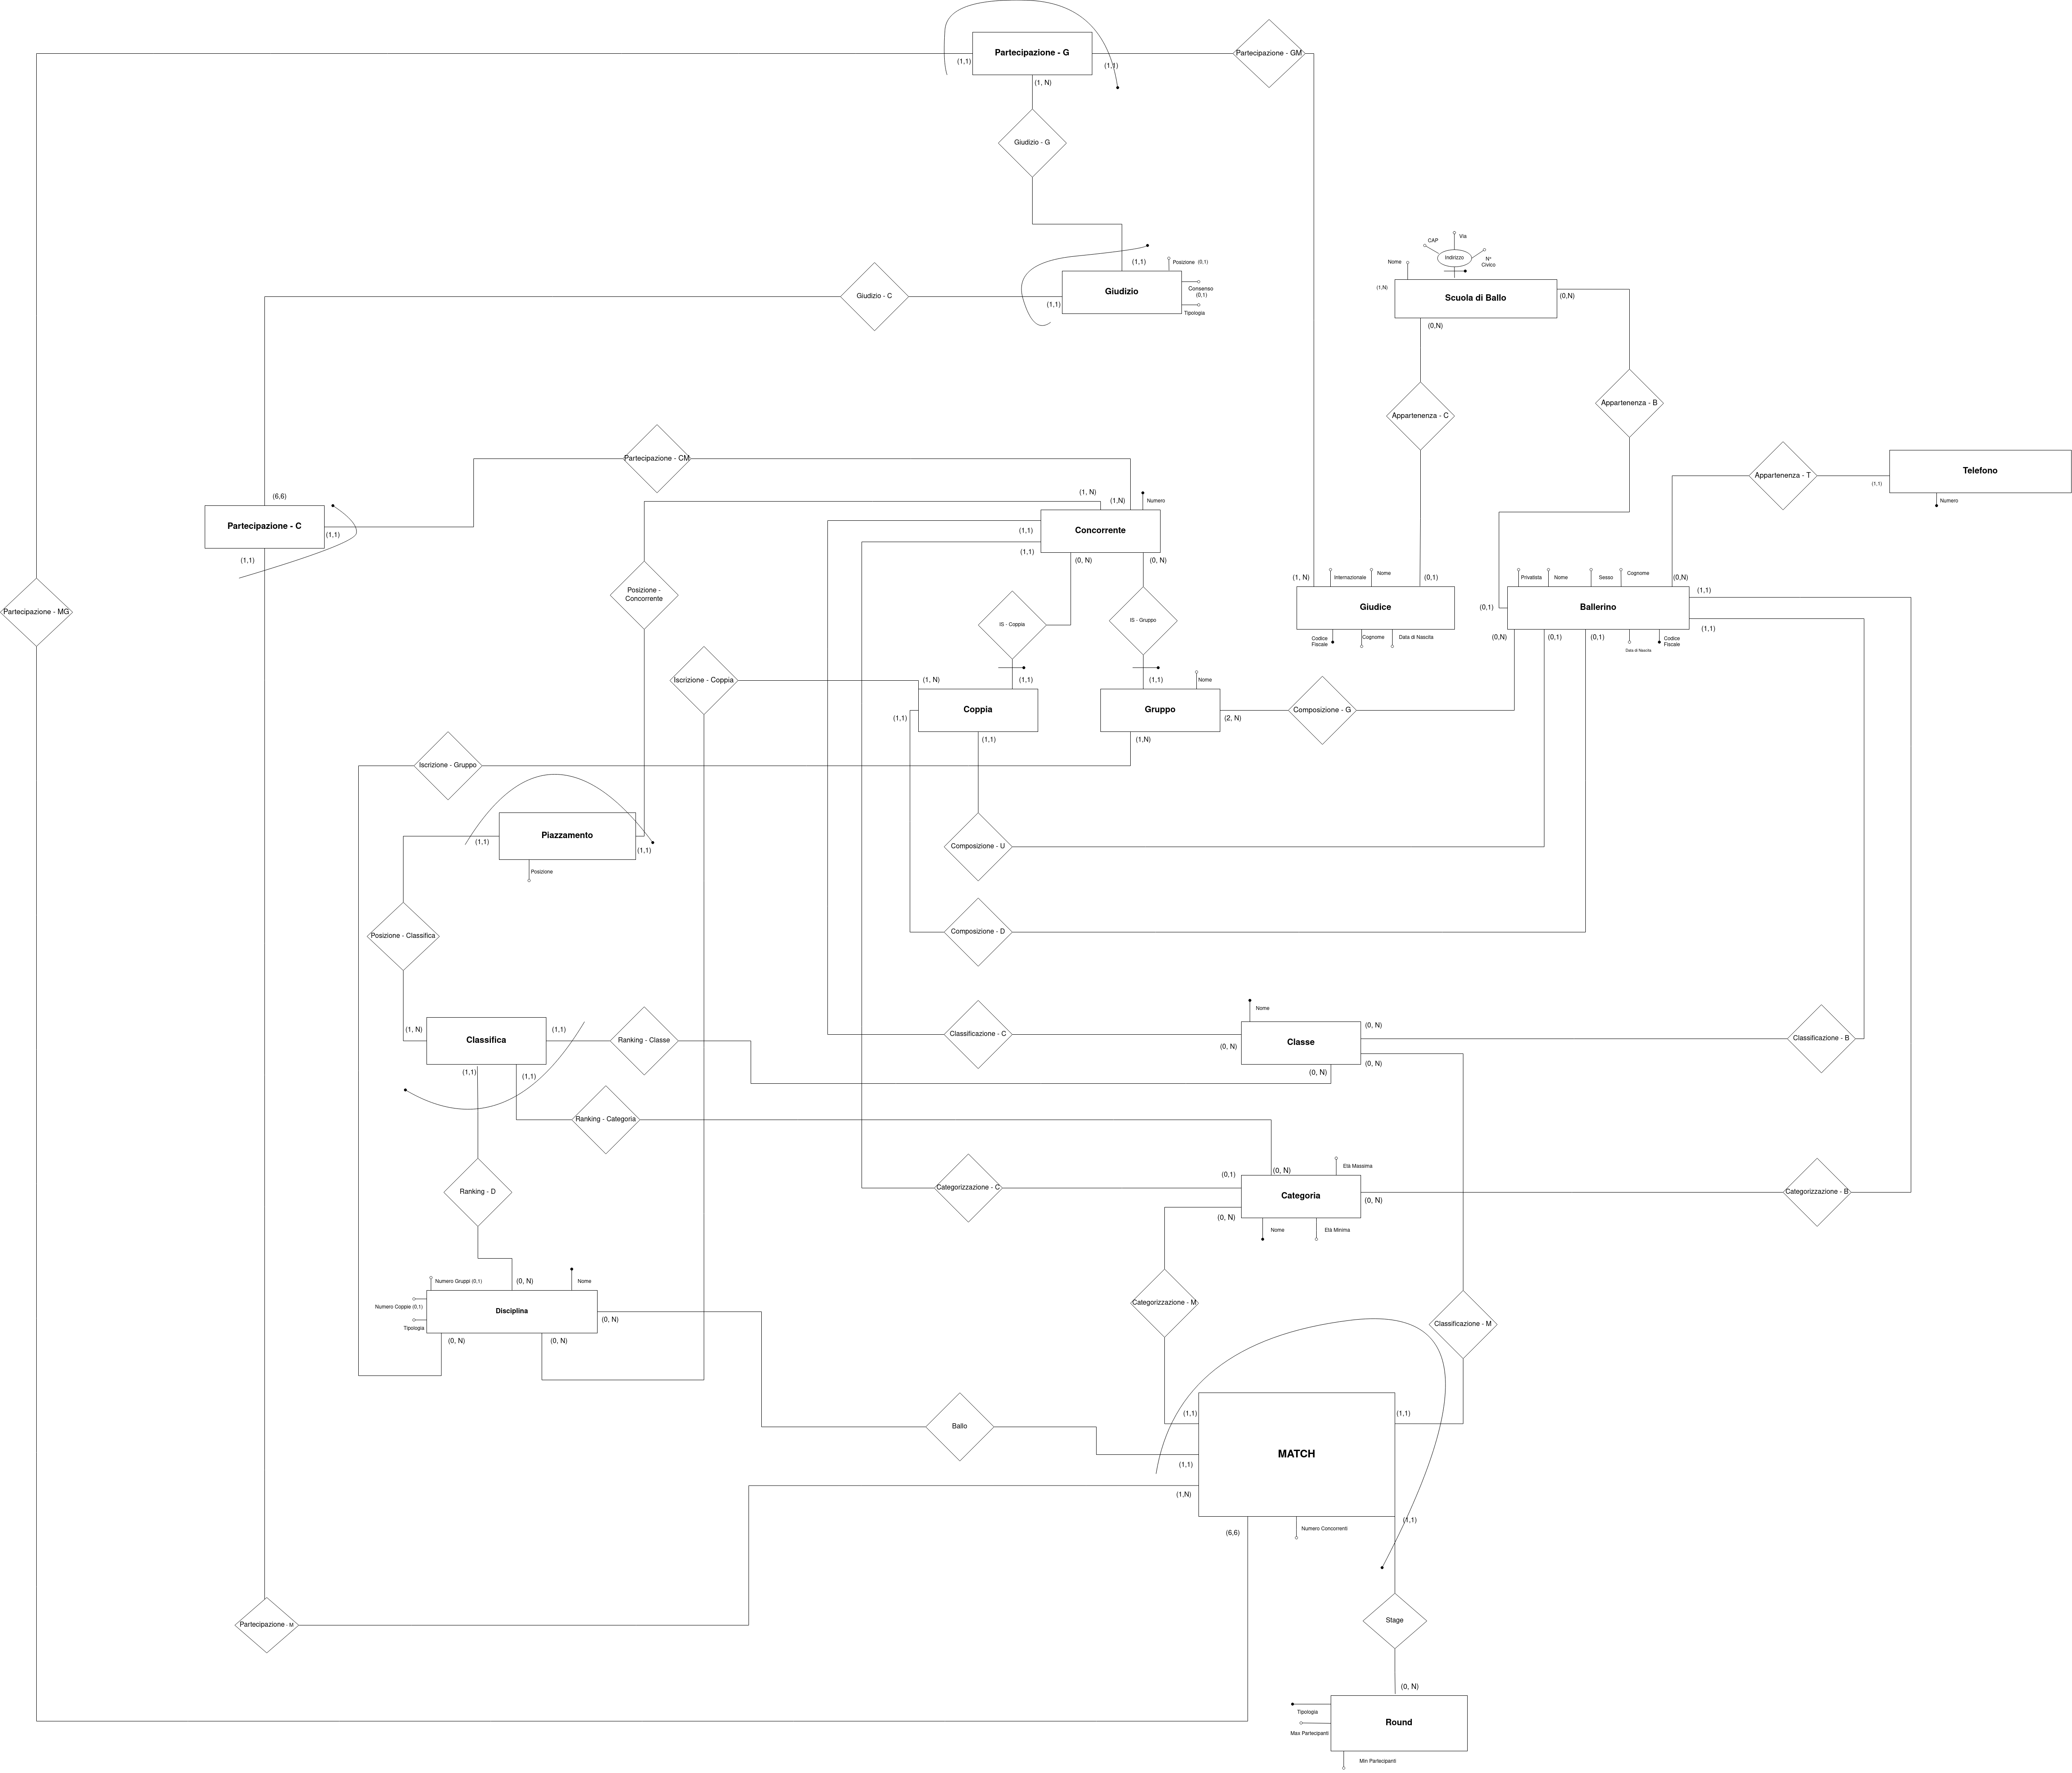 Partecipazione - G
Partecipazione - GM
(1,1)
(1,1)
(1, N)
Giudizio - G
CAP
Via
Indirizzo
N°
Civico
Nome
(1,N)
Scuola di Ballo
(0,N)
(0,N)
(1,1)
Posizione (0,1)
Giudizio
Consenso
(0,1)
Tipologia
(1,1)
Giudizio - C
Appartenenza - C
Appartenenza - B
Partecipazione - CM
Appartenenza - T
Telefono
(1,1)
Numero
(6,6)
Partecipazione - C
(1,1)
(1,1)
(1, N)
(1,N)
Numero
(1,1)
Concorrente
(1,1)
(0, N)
(0, N)
(1, N)
Internazionale
Nome
(0,1)
Giudice
Codice
Fiscale
Cognome
Data di Nascita
Privatista
Nome
Sesso
Cognome
(0,N)
(1,1)
(0,1)
Ballerino
(0,N)
(0,1)
(0,1)
Data di Nascita
Codice
Fiscale
(1,1)
Partecipazione - MG
Posizione -
Concorrente
IS - Coppia
IS - Gruppo
Iscrizione - Coppia
(1, N)
(1,1)
(1,1)
Nome
(1,1)
Coppia
Gruppo
(2, N)
Composizione - G
(1,1)
(1,N)
Iscrizione - Gruppo
Piazzamento
(1,1)
(1,1)
Posizione
Composizione - U
Posizione - Classifica
Composizione - D
Nome
(1, N)
Classifica
(1,1)
Ranking - Classe
Classificazione - C
(0, N)
Classe
(0, N)
(0, N)
(0, N)
Classificazione - B
(1,1)
(1,1)
Ranking - Categoria
(0,1)
(0, N)
Età Massima
Categorizzazione - C
Categoria
(0, N)
Categorizzazione - B
(0, N)
Nome
Età Minima
Ranking - D
Numero Gruppi (0,1)
(0, N)
Nome
Numero Coppie (0,1)
Disciplina
Tipologia
(0, N)
(0, N)
(0, N)
Categorizzazione - M
Classificazione - M
Ballo
(1,1)
(1,1)
MATCH
(1,1)
(1,N)
(6,6)
Numero Concorrenti
(1,1)
Partecipazione - M
Stage
(0, N)
Tipologia
Round
Max Partecipanti
Min Partecipanti